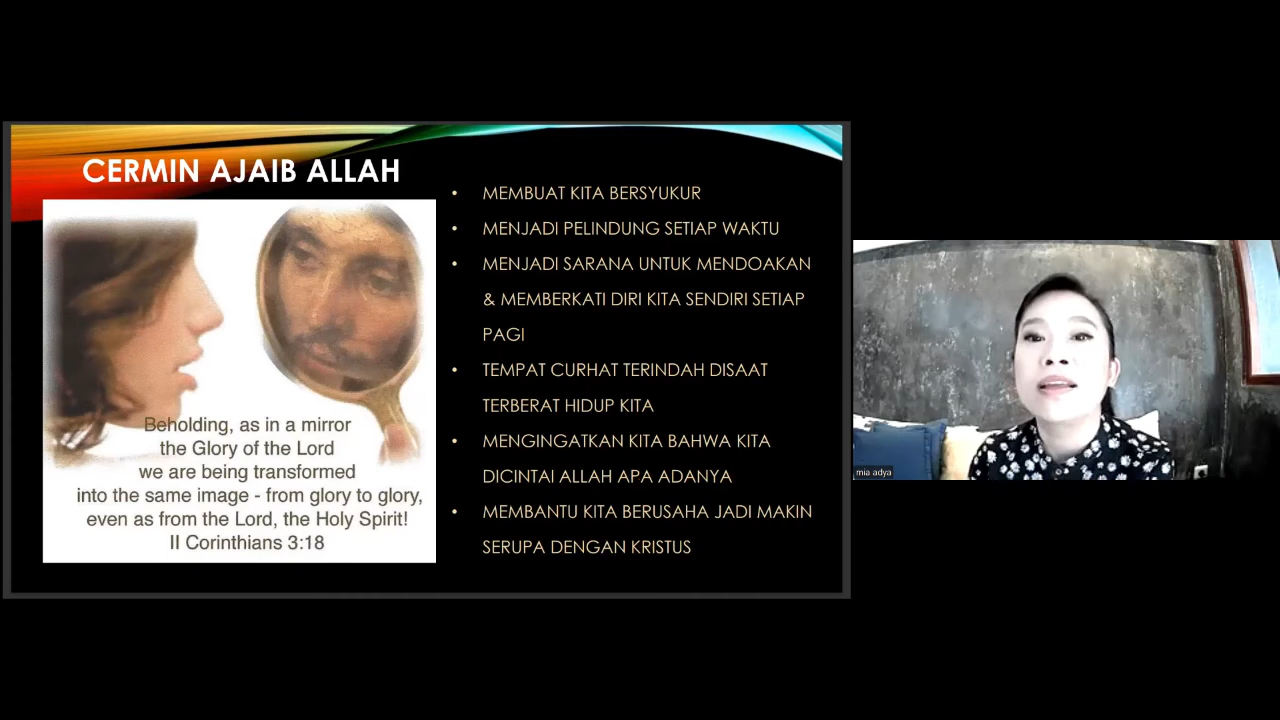 CERMIN AJAIB ALLAH
Beholding, as in a mirror
the Glory of the Lord
we are being transformed
into the same image - from glory to glory,
even as from the Lord, the Holy Spirit!
II Corinthians 3:18
• MEMBUAT KITA BERSYUKUR
• MENJADI PELINDUNG SETIAP WAKTU
• MENJADI SARANA UNTUK MENDOAKAN
& MEMBERKATI DIRI KITA SENDIRI SETIAP
PAGI
• TEMPAT CURHAT TERINDAH DISAAT
TERBERAT HIDUP KITA
• MENGINGATKAN KITA BAHWA KITA
DICINTAI ALLAH APA ADANYA
• MEMBANTU KITA BERUSAHA JADI MAKIN
SERUPA DENGAN KRISTUS
mia adya